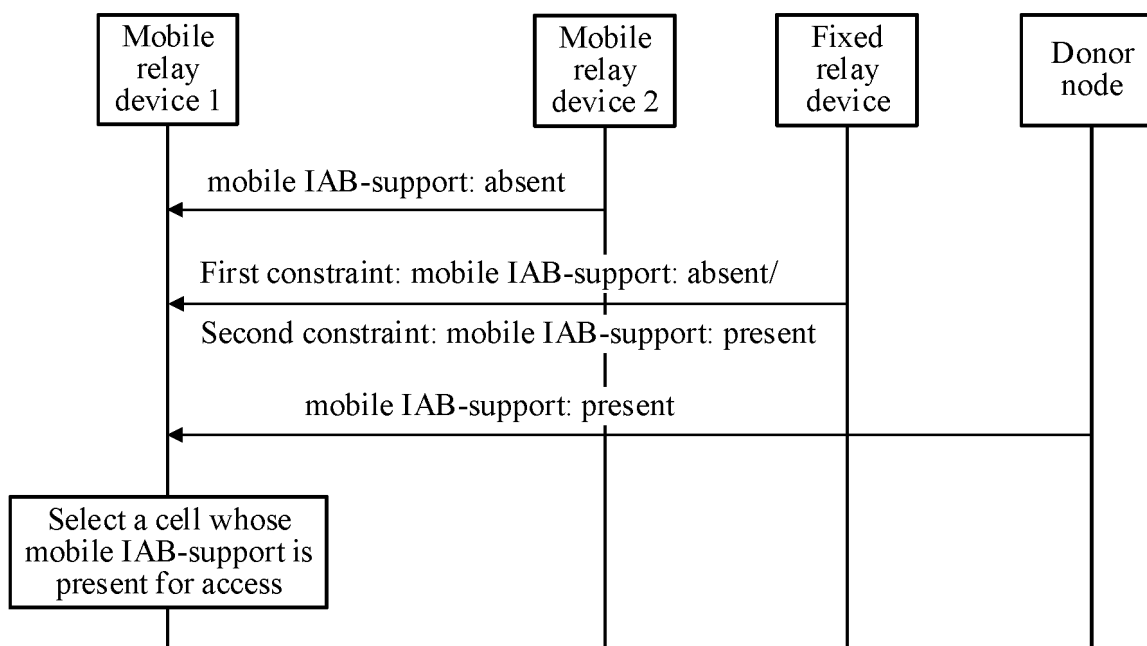 Mobile
relay
device 1
Mobile
relay
device 2
Fixed
relay
device
Donor
node
mobile IAB-support: absent
First constraint: mobile IAB-support: absent/
Second constraint: mobile IAB-support: present
mobile IAB-support: present
Select a cell whose
mobile IAB-support is
present for access